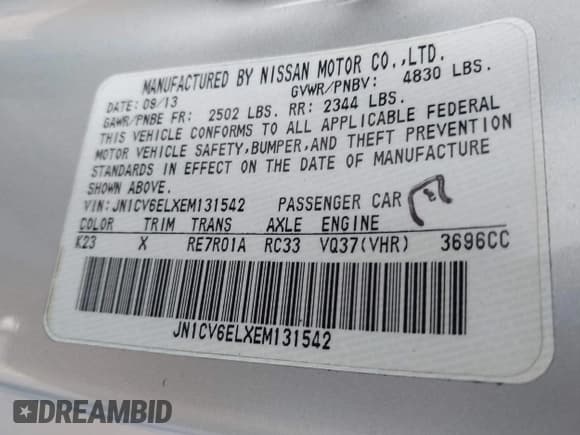 MANUFACTURED BY NISSAN MOTOR CO.,LTD.
DATE: 09/13 GVWR/PNBV: 4830 LBS.
GAWR/PNBE FR: 2502 LBS. RR: 2344 LBS.
THIS VEHICLE CONFORMS TO ALL APPLICABLE FEDERAL
MOTOR VEHICLE SAFETY,BUMPER,AND THEFT PREVENTION
STANDARDS IN EFFECT ON THE DATE OF MANUFACTURE
SHOWN ABOVE.
VIN:JN1CV6ELXEM131542 PASSENGER CAR
COLOR TRIM TRANS AXLE ENGINE
K23 X RE7R01A RC33 VQ37(VHR) 3696CC
JN1CV6ELXEM131542
DREAMBID